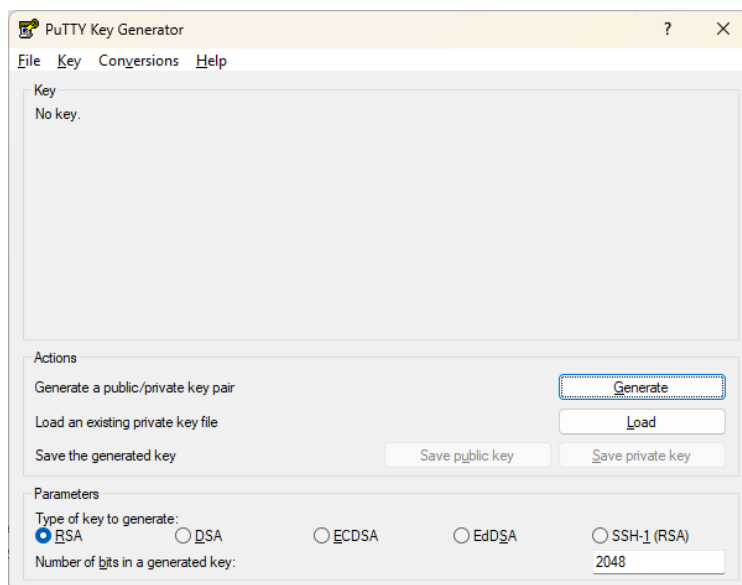 PuTTY Key Generator
?
File Key Conversions Help
Key
No key.
Actions
Generate a public/private key pair Generate
Load an existing private key file Load
Save the generated key Save public key Save private key
Parameters
Type of key to generate:
RSA DSA ECDSA EdDSA SSH-1 (RSA)
Number of bits in a generated key: 2048